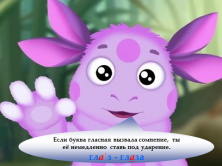 Если буква гласная вызвала сомнение, ты
её немедленно ставь под ударение.
глаза - глаза